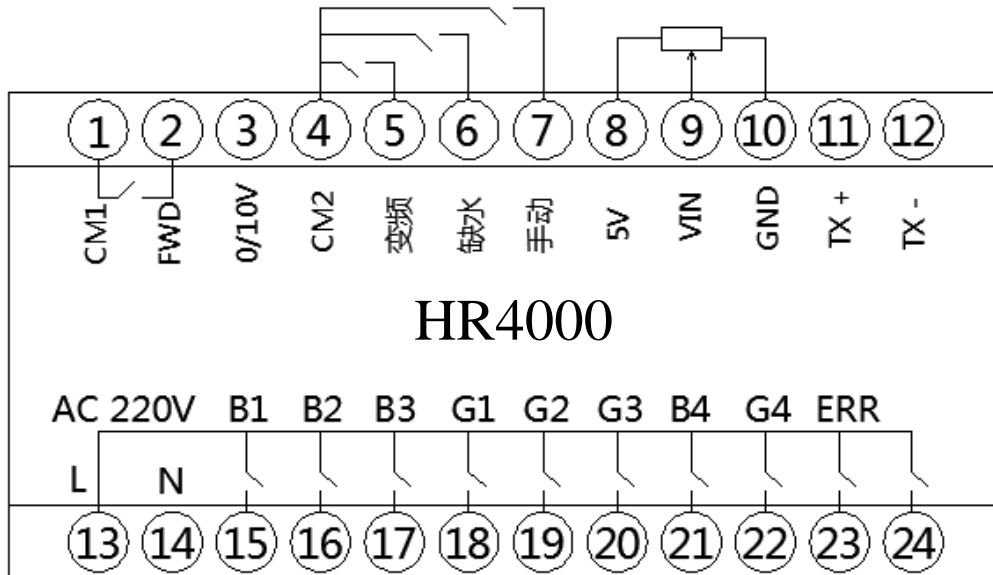 1 2 3 4 5 6 7 8 9 10 11 12
CM1 FWD 0/10V CM2 变频 缺水 手动 5V VIN GND TX + TX -
HR4000
AC 220V B1 B2 B3 G1 G2 G3 B4 G4 ERR
L N
13 14 15 16 17 18 19 20 21 22 23 24